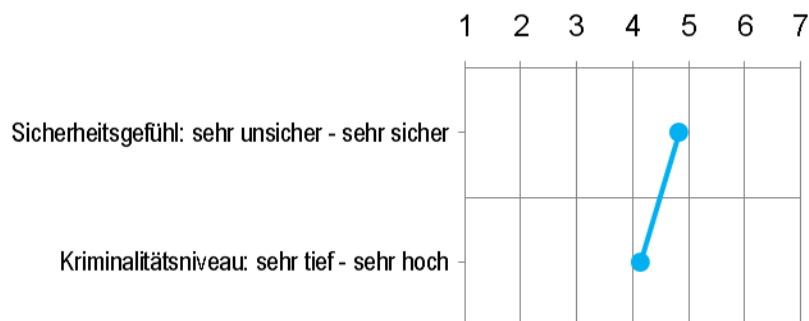 1 2 3 4 5 6 7
Sicherheitsgefühl: sehr unsicher - sehr sicher
Kriminalitätsniveau: sehr tief - sehr hoch